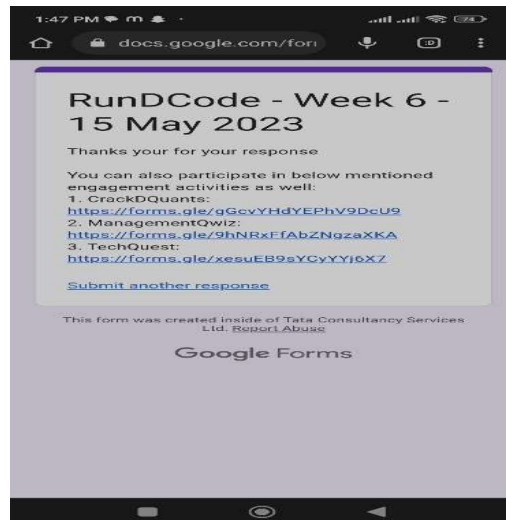 1:47 PM
74
docs.google.com/for
RunDCode - Week 6 -
15 May 2023
Thanks your for your response
You can also participate in below mentioned
engagement activities as well:
1. CrackDQuants:
https://forms.gle/gGcvYHdYEPhV9DcU9
2. ManagementQwiz:
https://forms.gle/9hNRxFfAbZNgzaXKA
3. TechQuest:
https://forms.gle/xesuEB9sYCyYYj6X7
Submit another response
This form was created inside of Tata Consultancy Services
Ltd. Report Abuse
Google Forms